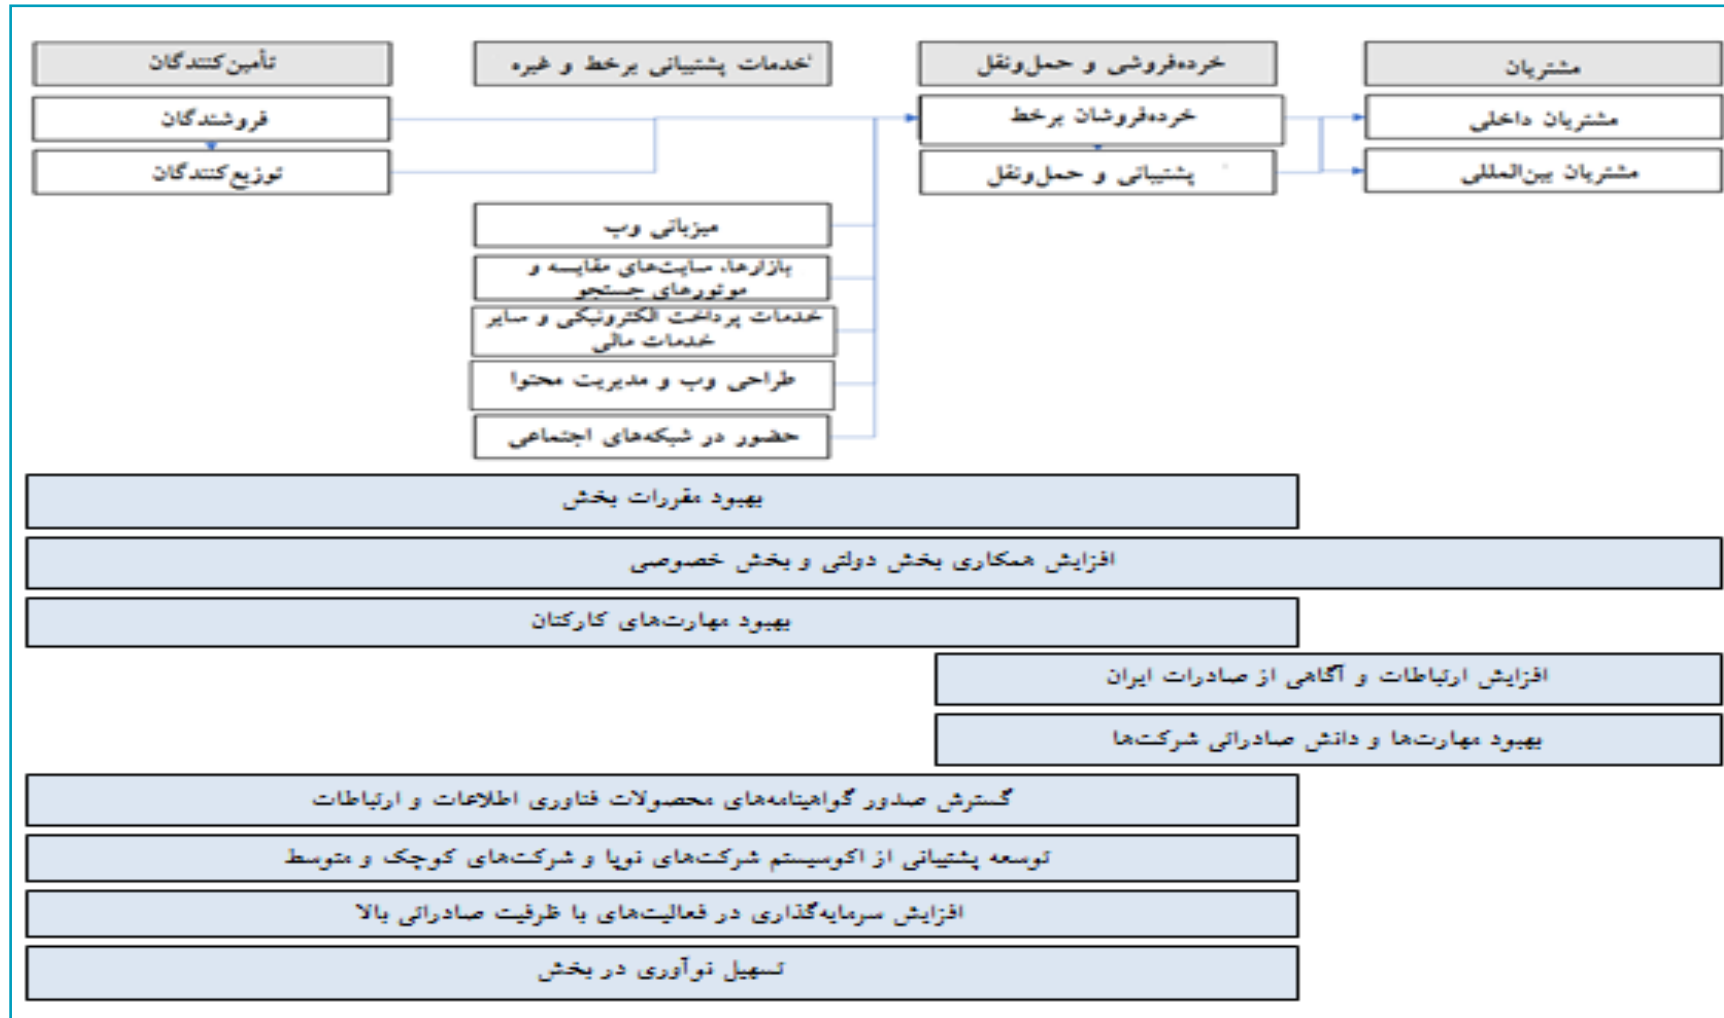 تأمین‌کنندگان
خدمات پشتیبانی برخط و غیره
خرده‌فروشی و حمل‌ونقل
مشتریان
فروشندگان
خرده‌فروشان برخط
مشتریان داخلی
توزیع‌کنندگان
پشتیبانی و حمل‌ونقل
مشتریان بین‌المللی
میزبانی وب
بازارها، سایت‌های مقایسه و
موتورهای جستجو
خدمات پرداخت الکترونیکی و سایر
خدمات مالی
طراحی وب و مدیریت محتوا
حضور در شبکه‌های اجتماعی
بهبود مقررات بخش
افزایش همکاری بخش دولتی و بخش خصوصی
بهبود مهارت‌های کارکنان
افزایش ارتباطات و آگاهی از صادرات ایران
بهبود مهارت‌ها و دانش صادراتی شرکت‌ها
گسترش صدور گواهینامه‌های محصولات فناوری اطلاعات و ارتباطات
توسعه پشتیبانی از اکوسیستم شرکت‌های نوپا و شرکت‌های کوچک و متوسط
افزایش سرمایه‌گذاری در فعالیت‌های با ظرفیت صادراتی بالا
تسهیل نوآوری در بخش